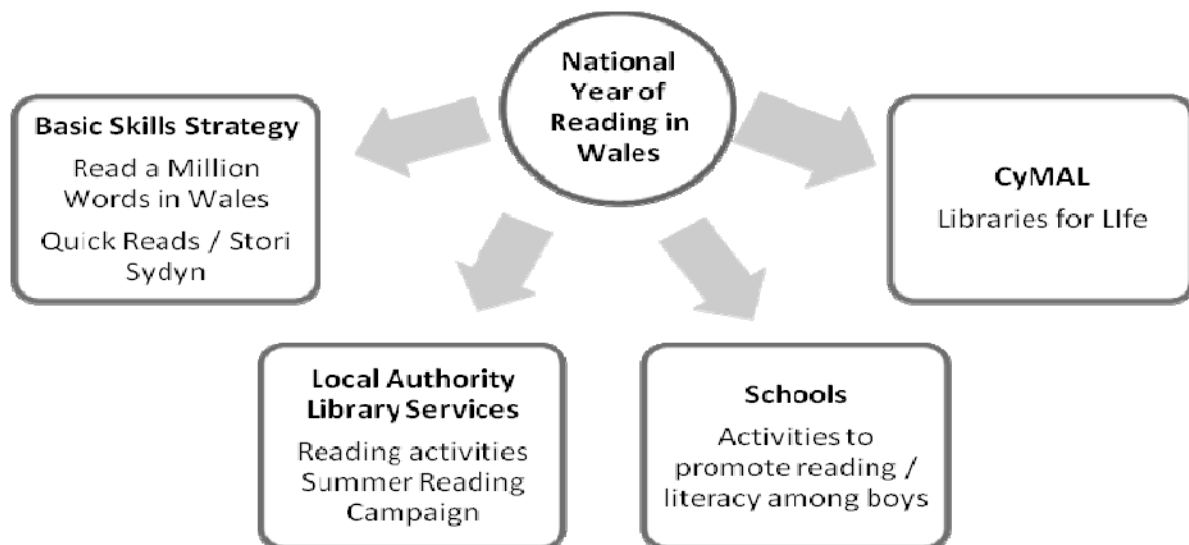 National
Year of
Reading in
Wales
Basic Skills Strategy
Read a Million
Words in Wales
Quick Reads / Stori
Sydyn
CyMAL
Libraries for LIfe
Local Authority
Library Services
Reading activities
Summer Reading
Campaign
Schools
Activities to
promote reading /
literacy among boys